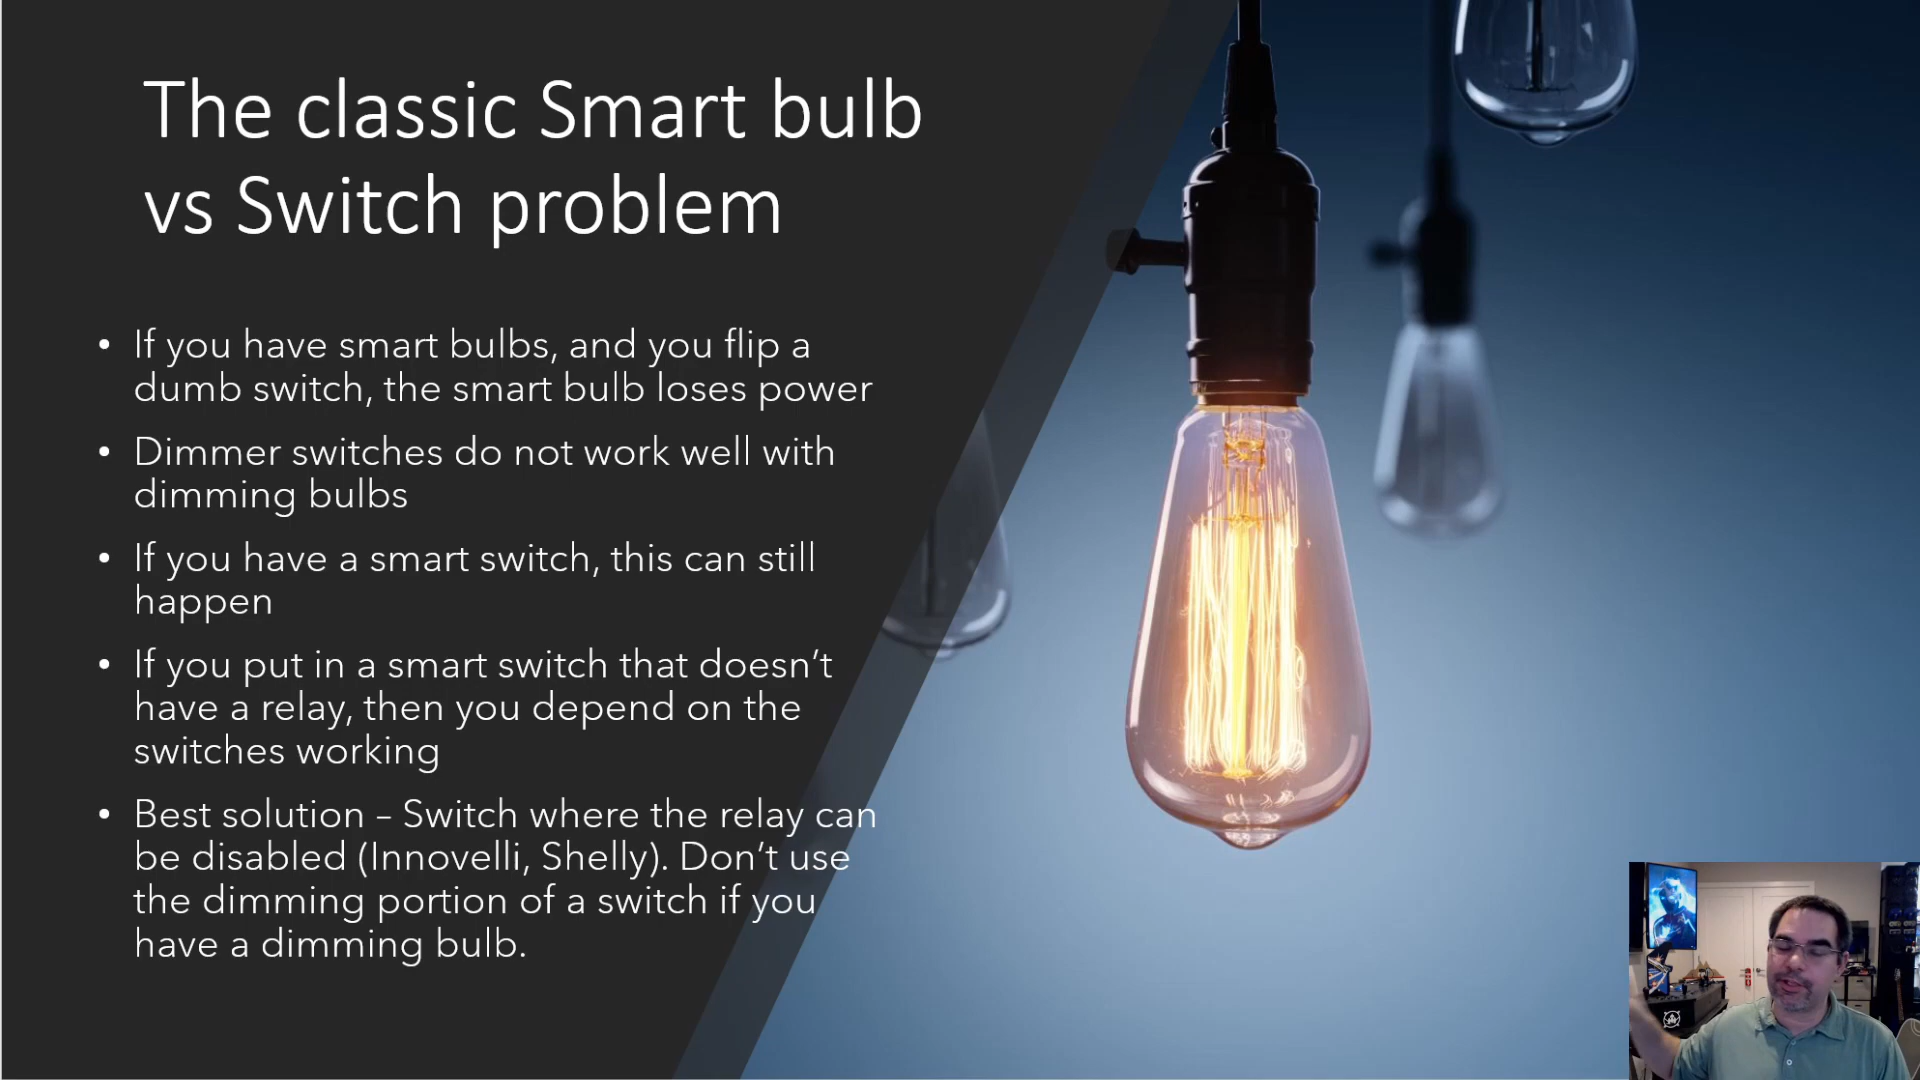 The classic Smart bulb
vs Switch problem
• If you have smart bulbs, and you flip a
dumb switch, the smart bulb loses power
• Dimmer switches do not work well with
dimming bulbs
• If you have a smart switch, this can still
happen
• If you put in a smart switch that doesn’t
have a relay, then you depend on the
switches working
• Best solution – Switch where the relay can
be disabled (Innovelli, Shelly). Don’t use
the dimming portion of a switch if you
have a dimming bulb.